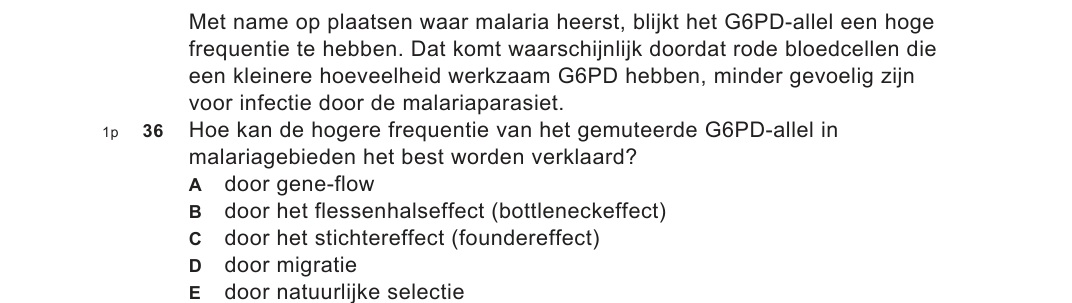 Met name op plaatsen waar malaria heerst, blijkt het G6PD-allel een hoge
frequentie te hebben. Dat komt waarschijnlijk doordat rode bloedcellen die
een kleinere hoeveelheid werkzaam G6PD hebben, minder gevoelig zijn
voor infectie door de malariaparasiet.
1p 36 Hoe kan de hogere frequentie van het gemuteerde G6PD-allel in
malariagebieden het best worden verklaard?
A door gene-flow
B door het flessenhalseffect (bottleneckeffect)
C door het stichtereffect (foundereffect)
D door migratie
E door natuurlijke selectie